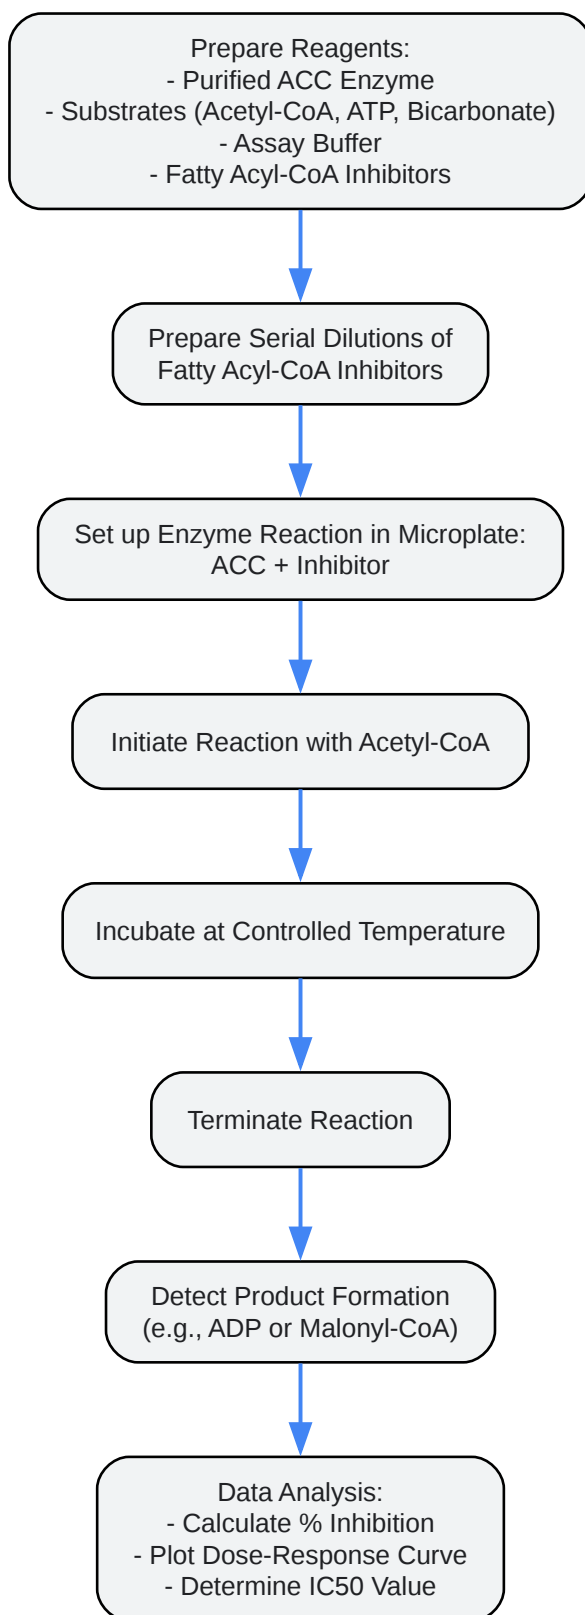 Prepare Reagents:
- Purified ACC Enzyme
- Substrates (Acetyl-CoA, ATP, Bicarbonate)
- Assay Buffer
- Fatty Acyl-CoA Inhibitors
Prepare Serial Dilutions of
Fatty Acyl-CoA Inhibitors
Set up Enzyme Reaction in Microplate:
ACC + Inhibitor
Initiate Reaction with Acetyl-CoA
Incubate at Controlled Temperature
Terminate Reaction
Detect Product Formation
(e.g., ADP or Malonyl-CoA)
Data Analysis:
- Calculate % Inhibition
- Plot Dose-Response Curve
- Determine IC50 Value